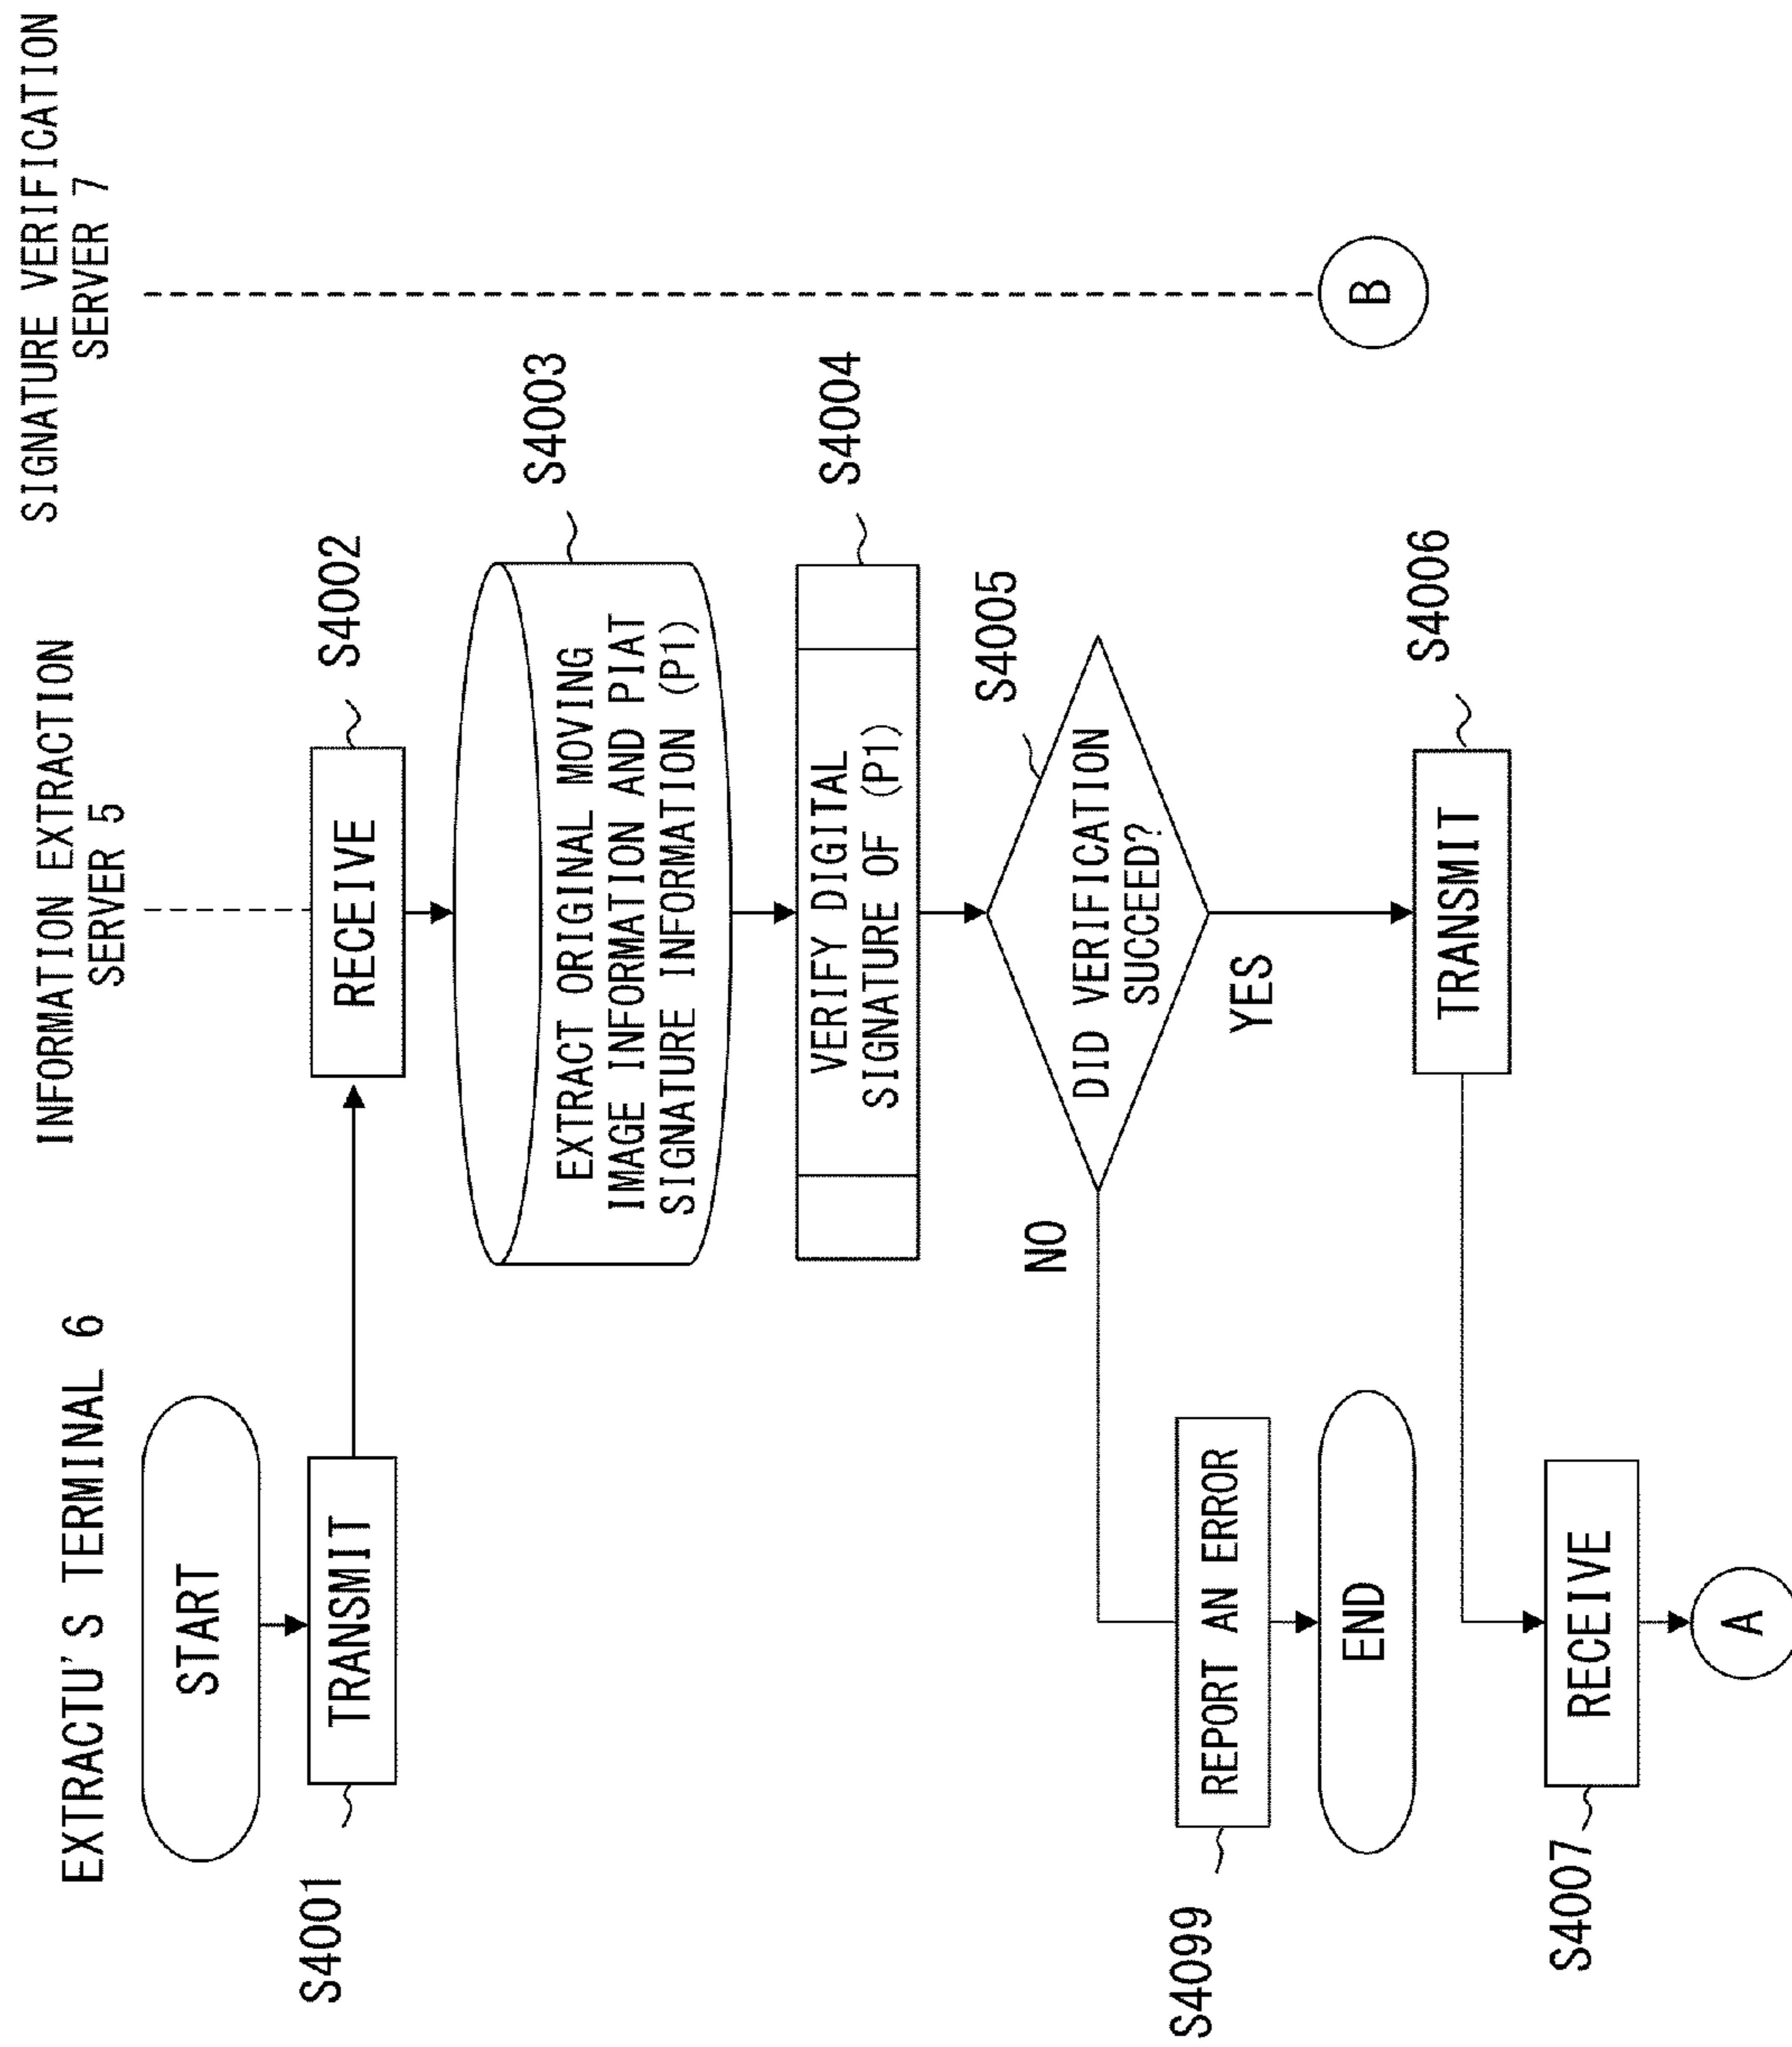 EXTRACTU'S TERMINAL 6
INFORMATION EXTRACTION
SERVER 5
SIGNATURE VERIFICATION
SERVER 7
START
S4001
TRANSMIT
RECEIVE
S4002
EXTRACT ORIGINAL MOVING
IMAGE INFORMATION AND PIAT
SIGNATURE INFORMATION (P1)
S4003
VERIFY DIGITAL
SIGNATURE OF (P1)
S4004
DID VERIFICATION
SUCCEED?
S4005
NO
YES
S4099
REPORT AN ERROR
END
TRANSMIT
S4006
S4007
RECEIVE
A
B